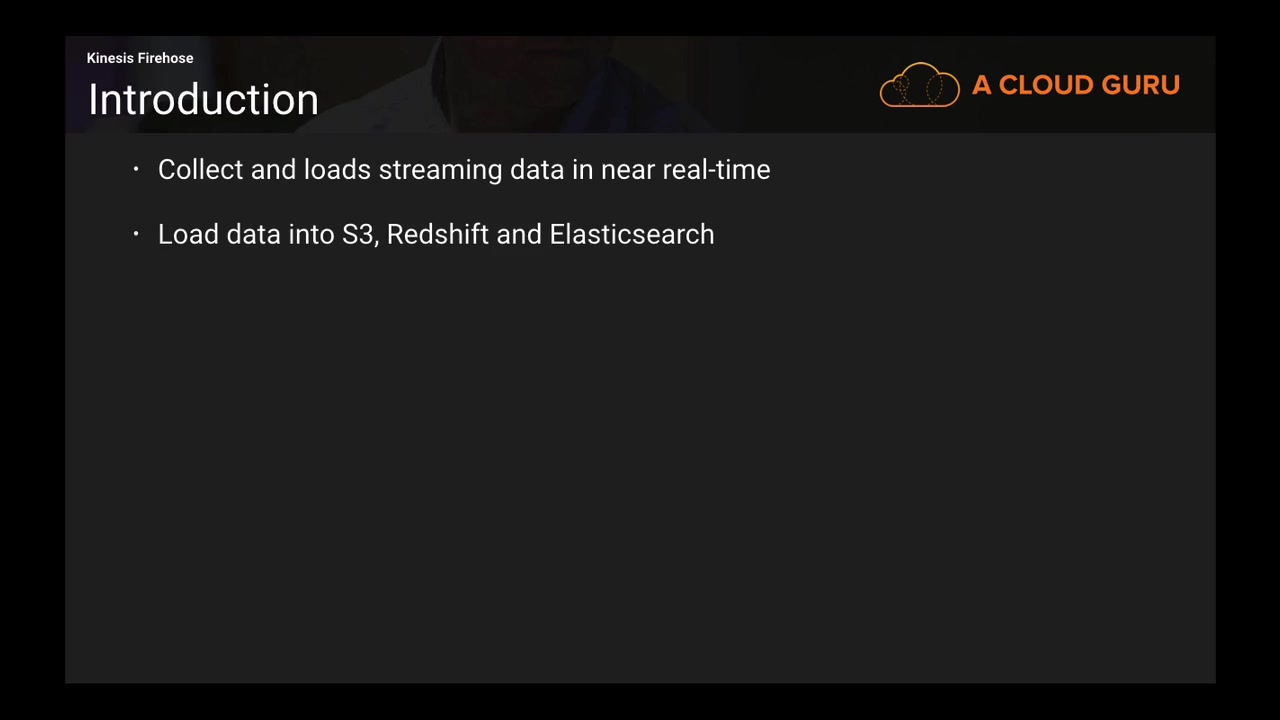 Kinesis Firehose
Introduction
A CLOUD GURU
· Collect and loads streaming data in near real-time
· Load data into S3, Redshift and Elasticsearch